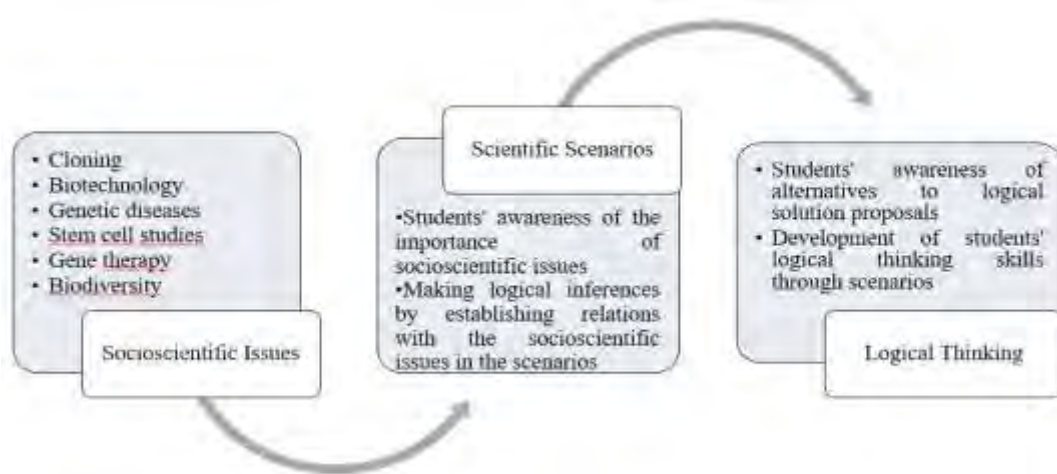 • Cloning
• Biotechnology
• Genetic diseases
• Stem cell studies
• Gene therapy
• Biodiversity
Socioscientific Issues
Scientific Scenarios
•Students' awareness of the
importance of
socioscientific issues
•Making logical inferences
by establishing relations
with the socioscientific
issues in the scenarios
• Students' awareness of
alternatives to logical
solution proposals
• Development of students'
logical thinking skills
through scenarios
Logical Thinking